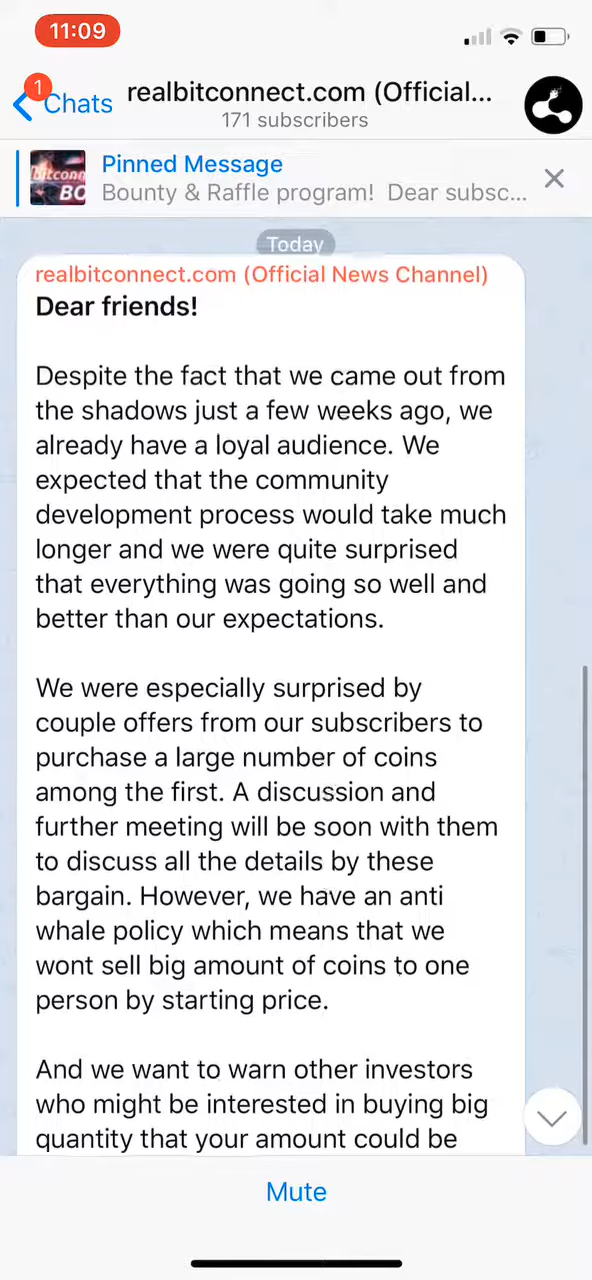 11:09
1
Chats
realbitconnect.com (Official...
171 subscribers
Pinned Message
Bounty & Raffle program! Dear subsc...
Bitconn
BO
Today
realbitconnect.com (Official News Channel)
Dear friends!
Despite the fact that we came out from
the shadows just a few weeks ago, we
already have a loyal audience. We
expected that the community
development process would take much
longer and we were quite surprised
that everything was going so well and
better than our expectations.
We were especially surprised by
couple offers from our subscribers to
purchase a large number of coins
among the first. A discussion and
further meeting will be soon with them
to discuss all the details by these
bargain. However, we have an anti
whale policy which means that we
wont sell big amount of coins to one
person by starting price.
And we want to warn other investors
who might be interested in buying big
quantity that your amount could be
Mute